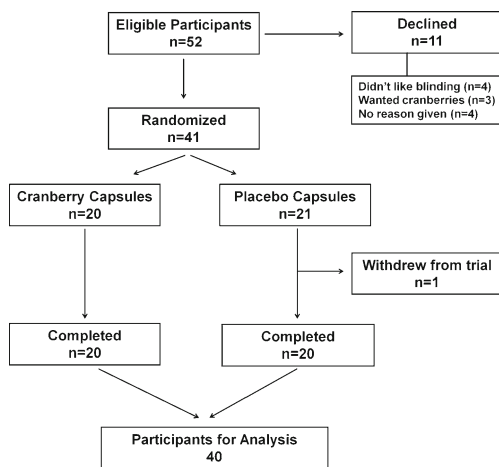 Eligible Participants
n=52
Declined
n=11
Didn't like blinding (n=4)
Wanted cranberries (n=3)
No reason given (n=4)
Randomized
n=41
Cranberry Capsules
n=20
Placebo Capsules
n=21
Withdrew from trial
n=1
Completed
n=20
Completed
n=20
Participants for Analysis
40